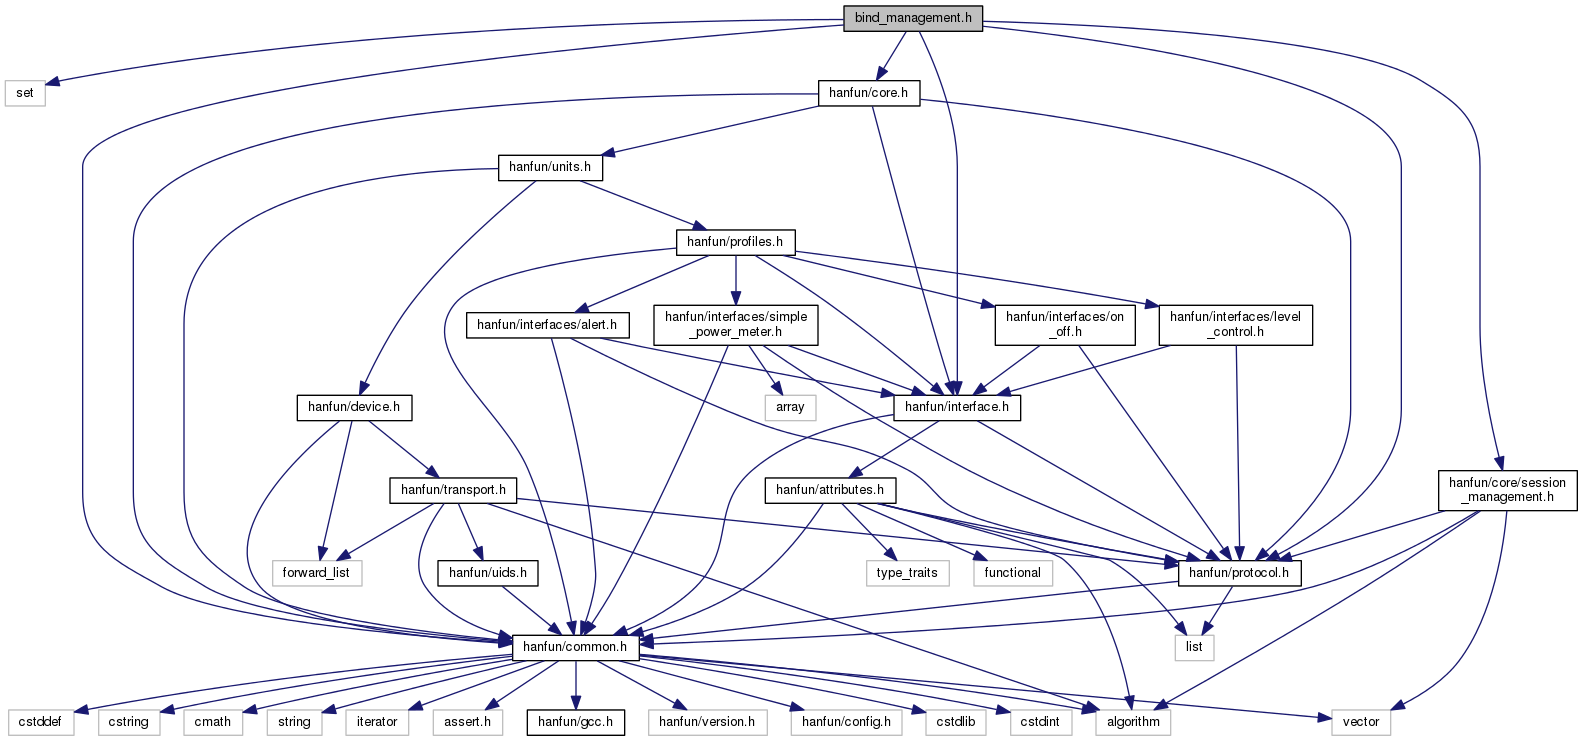 bind_management.h
set
hanfun/core.h
hanfun/units.h
hanfun/profiles.h
hanfun/interfaces/alert.h
hanfun/interfaces/simple
_power_meter.h
hanfun/interfaces/on
_off.h
hanfun/interfaces/level
_control.h
hanfun/device.h
array
hanfun/interface.h
hanfun/transport.h
hanfun/attributes.h
hanfun/core/session
_management.h
forward_list
hanfun/uids.h
type_traits
functional
hanfun/protocol.h
hanfun/common.h
list
cstddef
cstring
cmath
string
iterator
assert.h
hanfun/gcc.h
hanfun/version.h
hanfun/config.h
cstdlib
cstdint
algorithm
vector